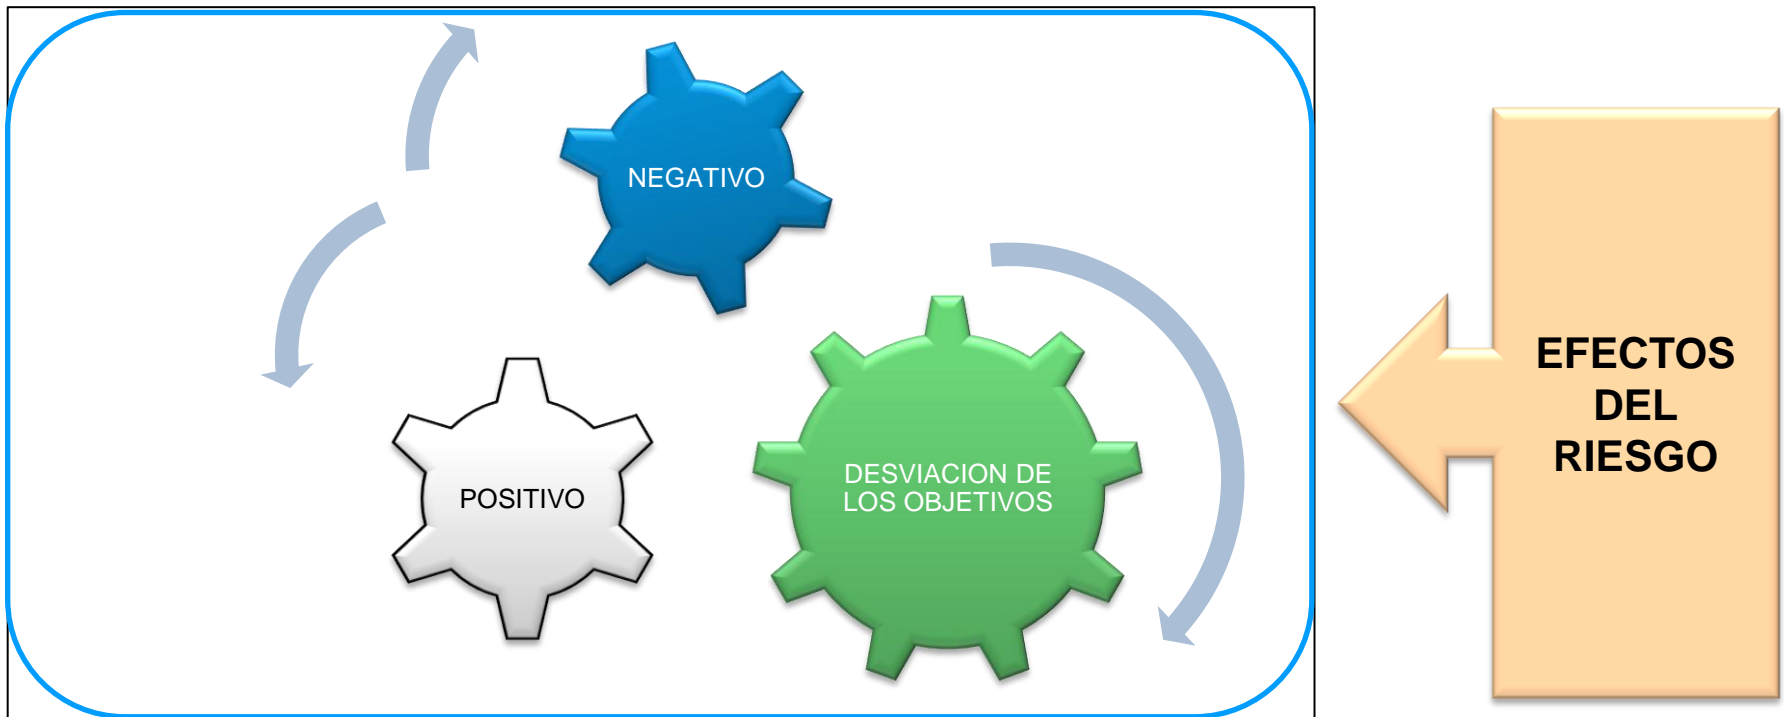 NEGATIVO
POSITIVO
DESVIACION DE
LOS OBJETIVOS
EFECTOS
DEL
RIESGO